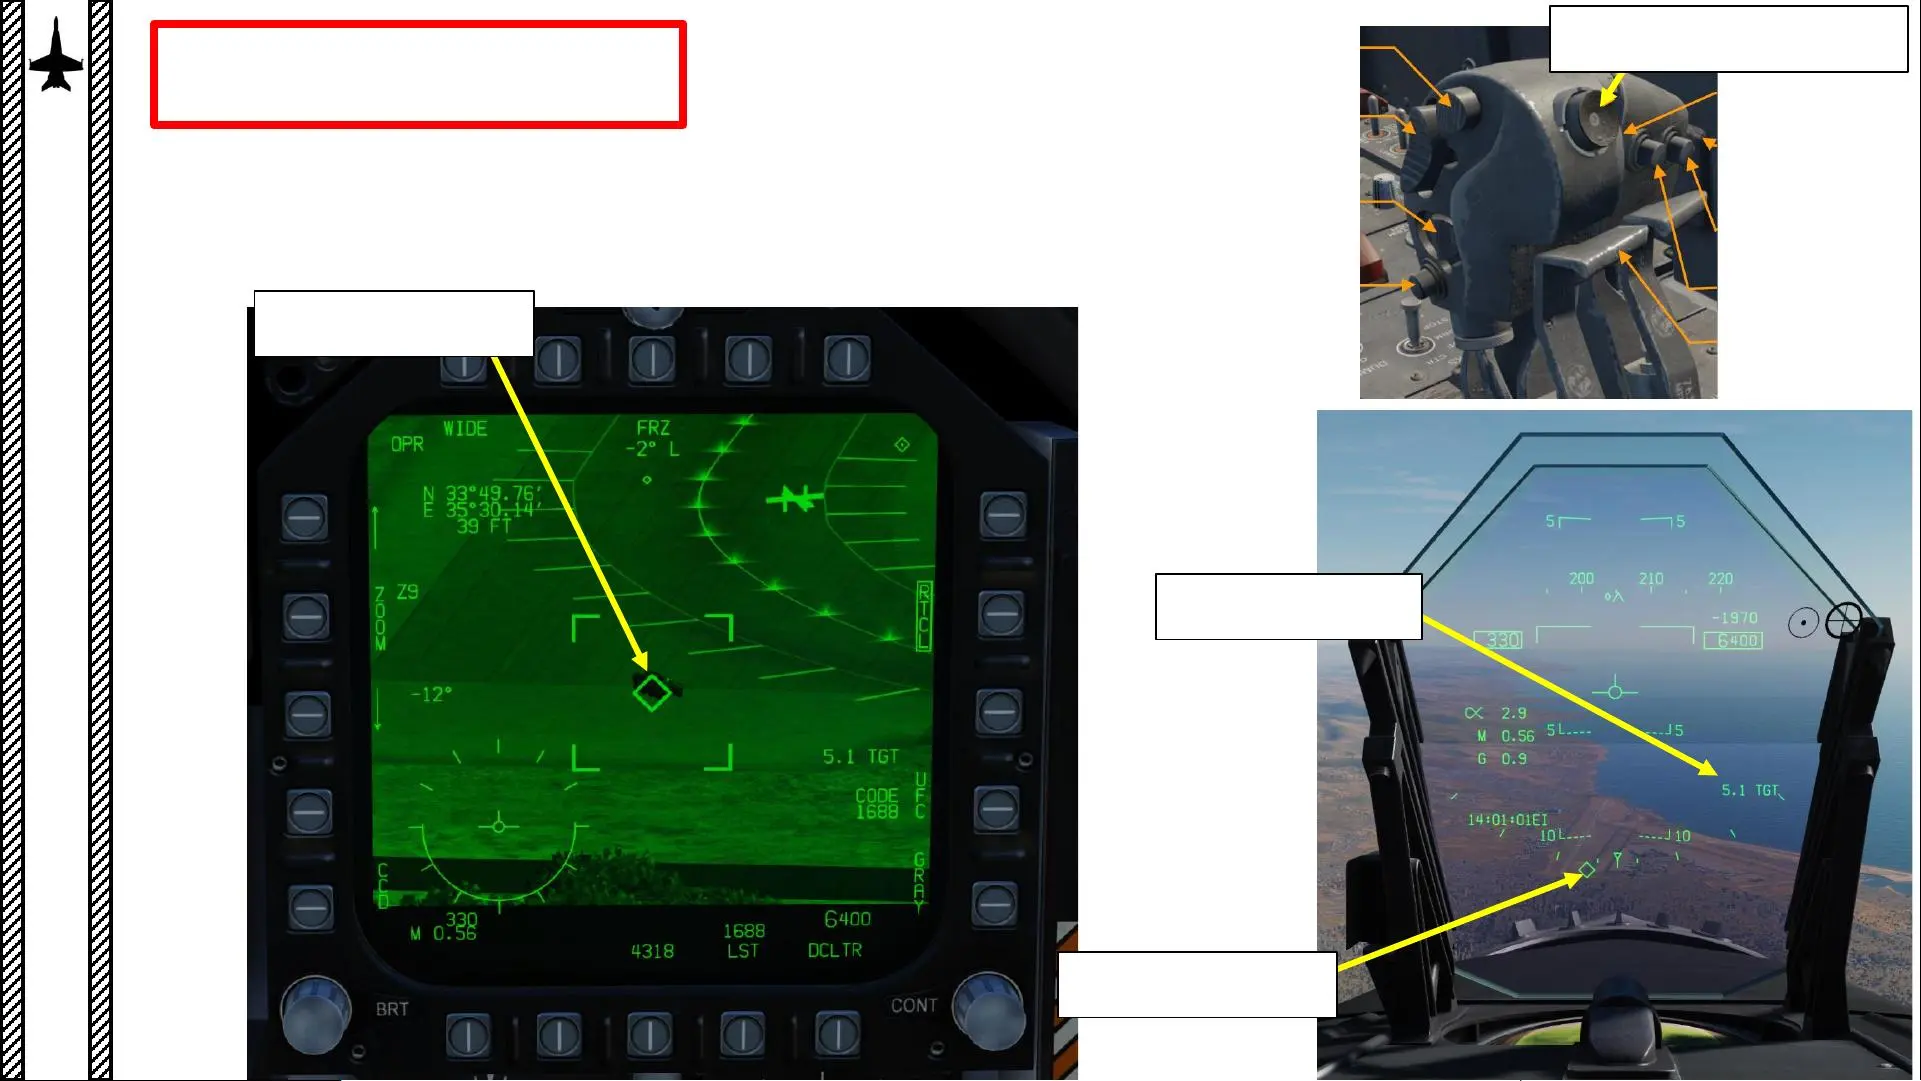 WIDE
FRZ
OPR
-2° L
N 33°49.76'
E 35°30.14'
39 FT
Z9
ZOOM
RTCL
-12°
5.1 TGT
CODE
1688
UFC
CCD
GRAY
330
M 0.56
6400
1688
4318
LST
DCLTR
BRT
CONT
5 5
200 210 220
-1970
330
6400
α 2.9
M 0.56
G 0.9
5 5
5.1 TGT
14:01:01EI
10 10